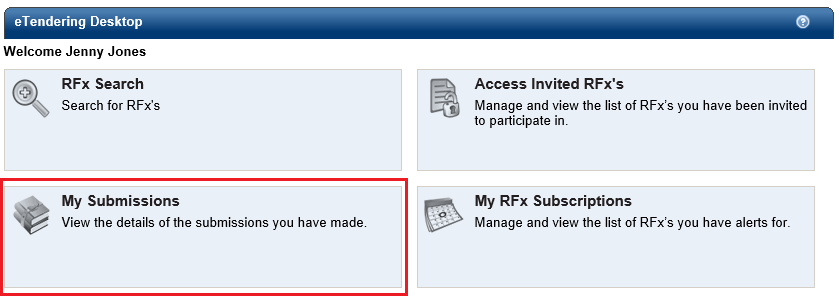 eTendering Desktop
?
Welcome Jenny Jones
RFx Search
Search for RFx's
Access Invited RFx's
Manage and view the list of RFx's you have been invited
to participate in.
My Submissions
View the details of the submissions you have made.
My RFx Subscriptions
Manage and view the list of RFx's you have alerts for.